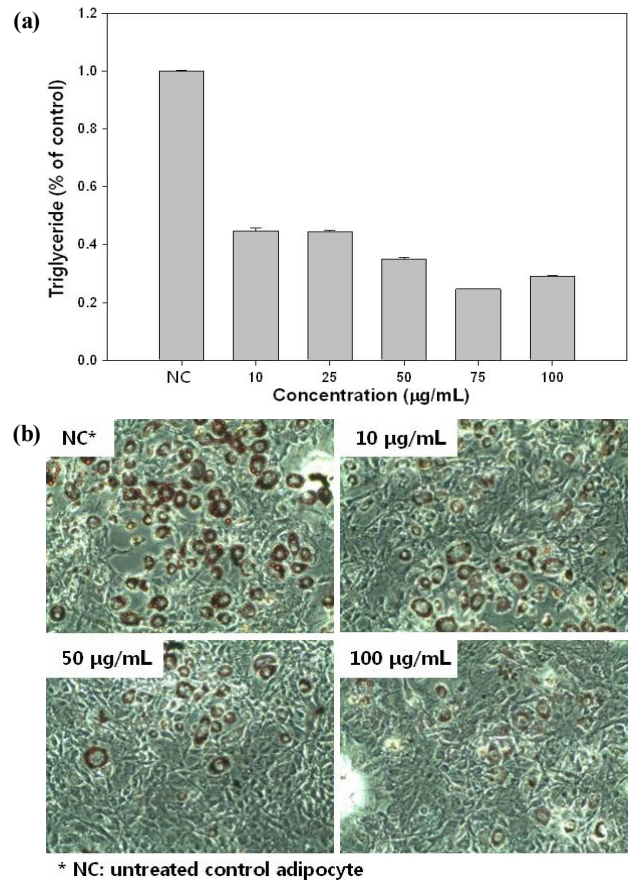 (a)
Triglyceride (% of control)
1.2
1.0
0.8
0.6
0.4
0.2
0.0
NC 10 25 50 75 100
Concentration (µg/mL)
(b)
NC* 10 µg/mL
50 µg/mL 100 µg/mL
* NC: untreated control adipocyte